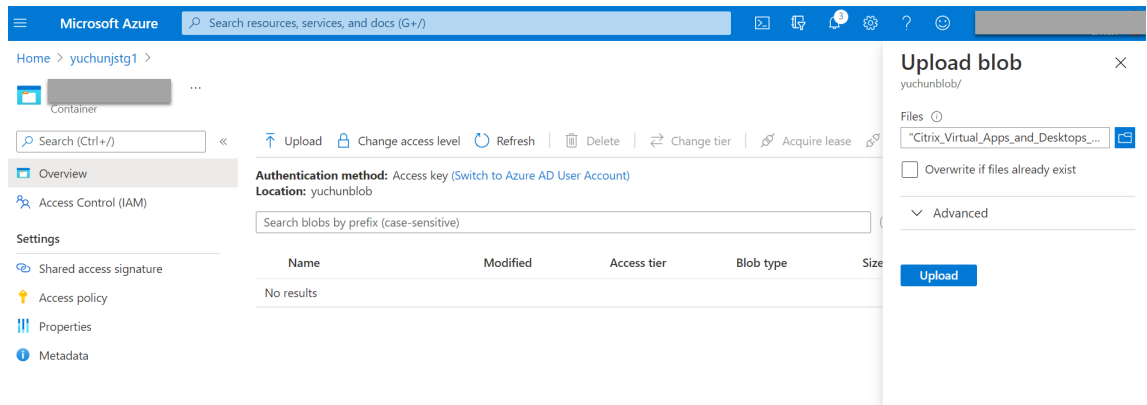 Microsoft Azure
Search resources, services, and docs (G+/)
3
Home > yuchunjstg1 >
...
Container
Search (Ctrl+/)
«
Overview
Access Control (IAM)
Settings
Shared access signature
Access policy
Properties
Metadata
Upload
Change access level
Refresh
Delete
Change tier
Acquire lease
Authentication method: Access key (Switch to Azure AD User Account)
Location: yuchunblob
Search blobs by prefix (case-sensitive)
Name Modified Access tier Blob type Size
No results
Upload blob
yuchunblob/
Files
"Citrix_Virtual_Apps_and_Desktops_...
Overwrite if files already exist
Advanced
Upload